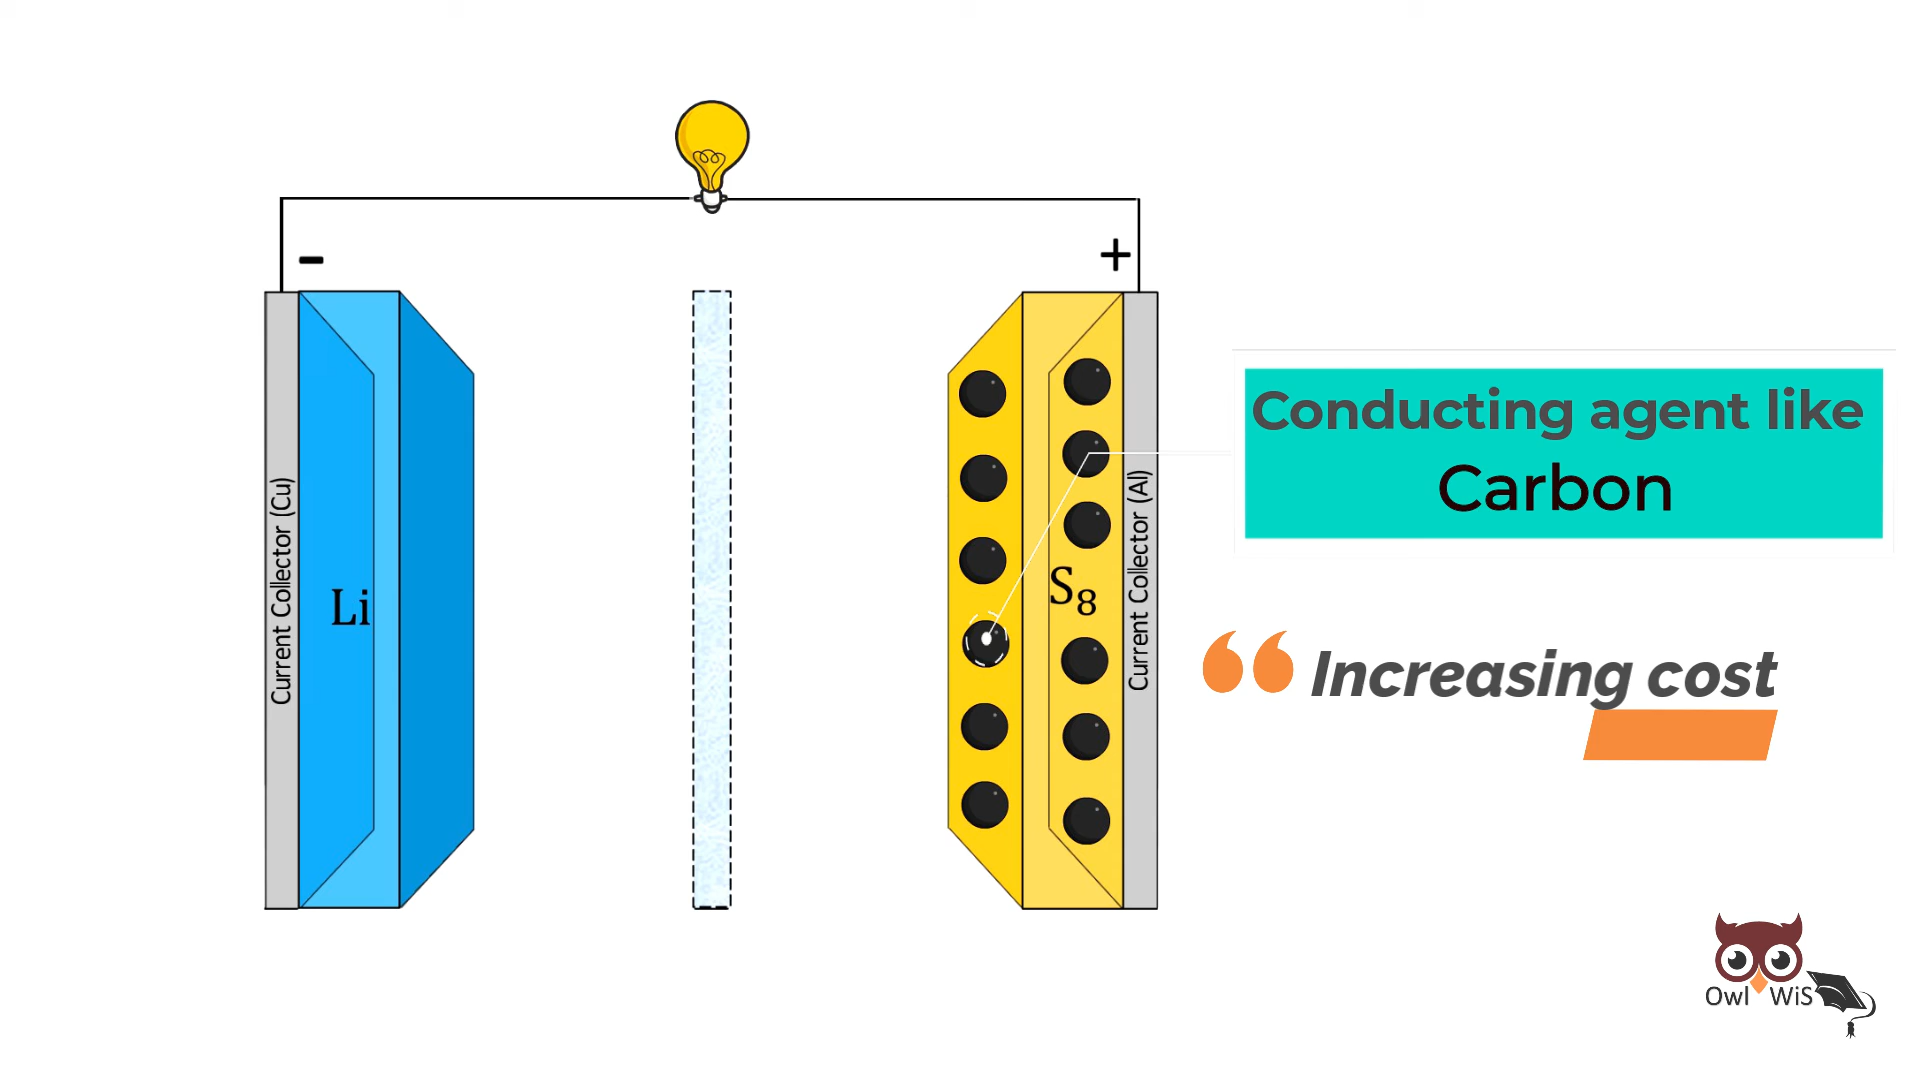 -
+
Current Collector (Cu)
Li
S₈
Current Collector (Al)
Conducting agent like
Carbon
“ Increasing cost
Owl WiS